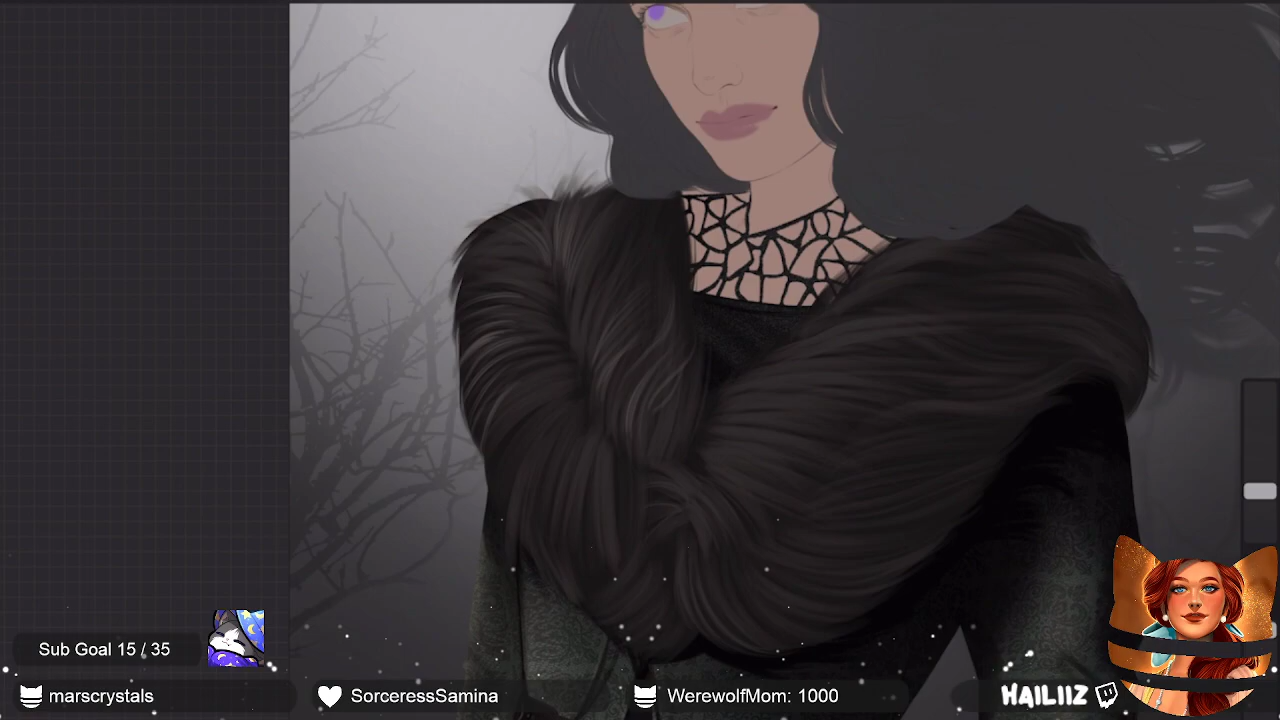 Sub Goal 15 / 35
marscrystals
SorceressSamina
WerewolfMom: 1000
HAILIIZ